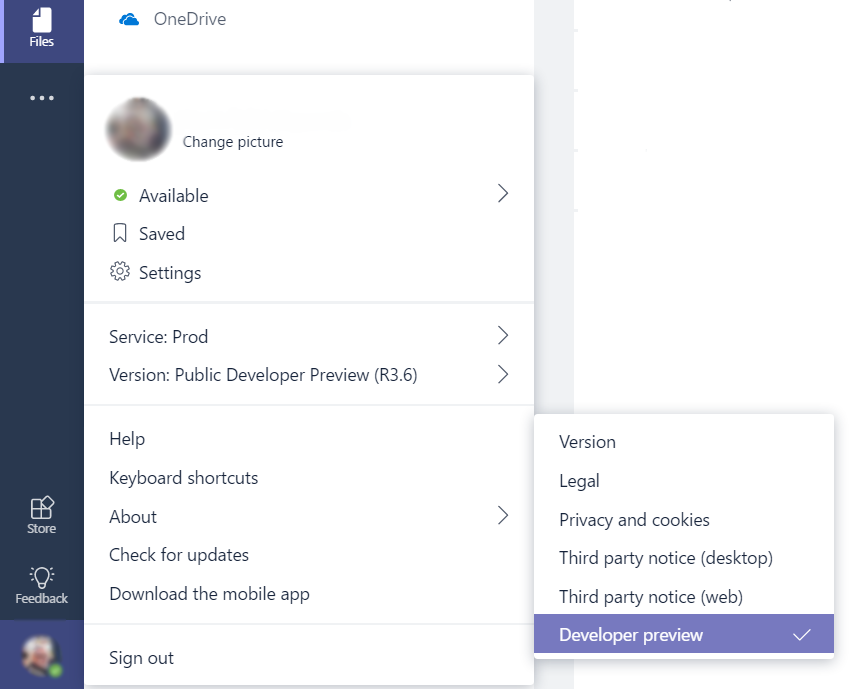 Files
OneDrive
Change picture
Available
Saved
Settings
Service: Prod
Version: Public Developer Preview (R3.6)
Help
Keyboard shortcuts
About
Check for updates
Download the mobile app
Sign out
Version
Legal
Privacy and cookies
Third party notice (desktop)
Third party notice (web)
Developer preview
Store
Feedback